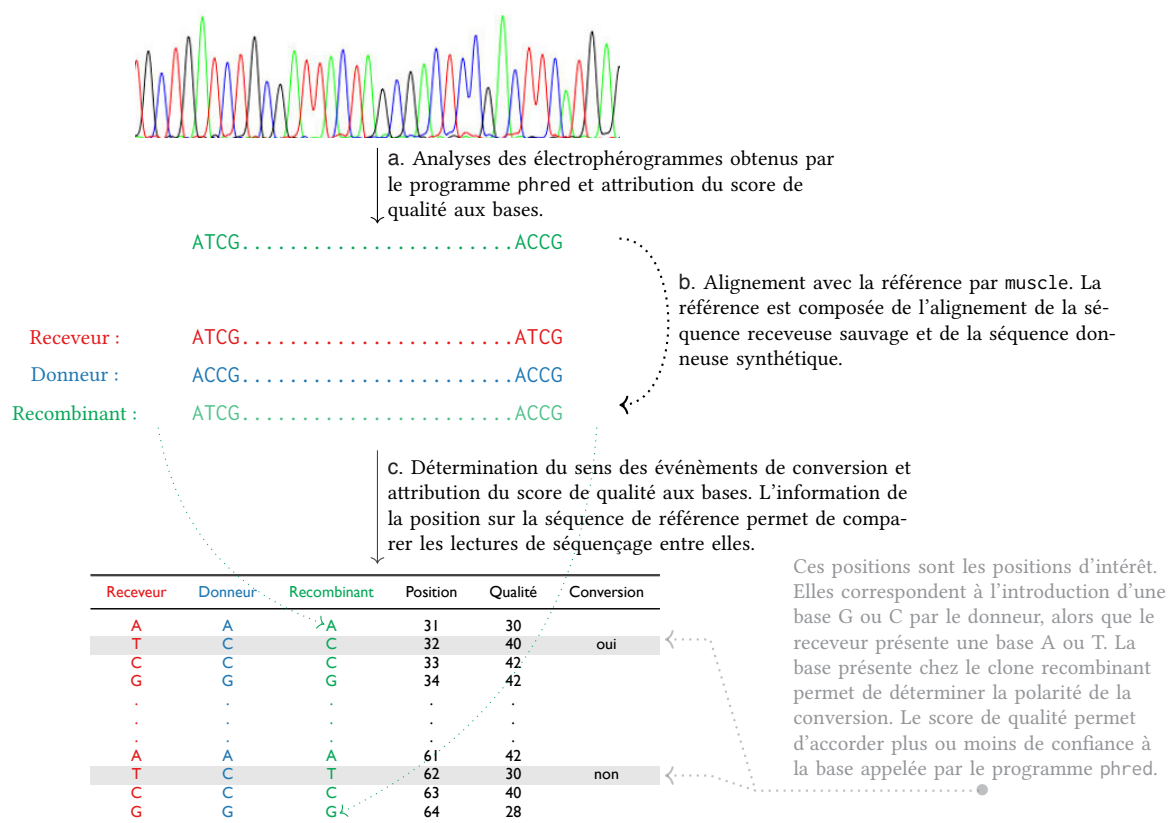 a. Analyses des électrophérogrammes obtenus par
le programme phred et attribution du score de
qualité aux bases.
ATCG.......................ACCG
b. Alignement avec la référence par muscle. La
référence est composée de l'alignement de la sé-
quence receveuse sauvage et de la séquence don-
neuse synthétique.
Receveur : ATCG.......................ATCG
Donneur : ACCG.......................ACCG
Recombinant : ATCG.......................ACCG
c. Détermination du sens des événèments de conversion et
attribution du score de qualité aux bases. L'information de
la position sur la séquence de référence permet de compa-
rer les lectures de séquençage entre elles.
Receveur Donneur Recombinant Position Qualité Conversion
A A A 31 30
T C C 32 40 oui
C C C 33 42
G G G 34 42
. . . . .
. . . . .
. . . . .
A A A 61 42
T C T 62 30 non
C C C 63 40
G G G 64 28
Ces positions sont les positions d'intérêt.
Elles correspondent à l'introduction d'une
base G ou C par le donneur, alors que le
receveur présente une base A ou T. La
base présente chez le clone recombinant
permet de déterminer la polarité de la
conversion. Le score de qualité permet
d'accorder plus ou moins de confiance à
la base appelée par le programme phred.